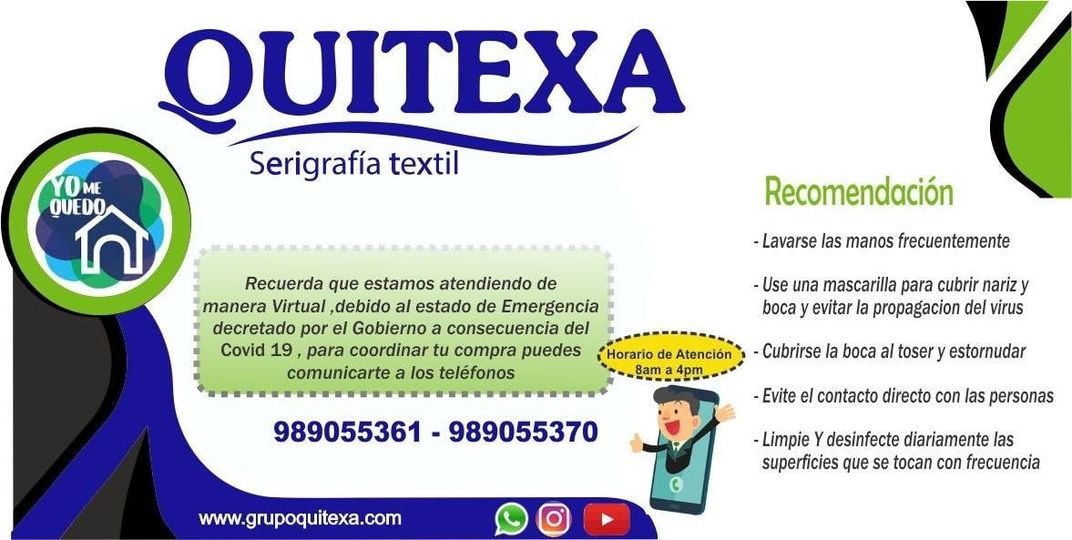 QUITEXA
Serigrafía textil
YO ME
QUEDO
Recuerda que estamos atendiendo de
manera Virtual ,debido al estado de Emergencia
decretado por el Gobierno a consecuencia del
Covid 19 , para coordinar tu compra puedes
comunicarte a los teléfonos
989055361 - 989055370
Horario de Atención
8am a 4pm
www.grupoquitexa.com
Recomendación
- Lavarse las manos frecuentemente
- Use una mascarilla para cubrir nariz y
boca y evitar la propagacion del virus
- Cubrirse la boca al toser y estornudar
- Evite el contacto directo con las personas
- Limpie Y desinfecte diariamente las
superficies que se tocan con frecuencia